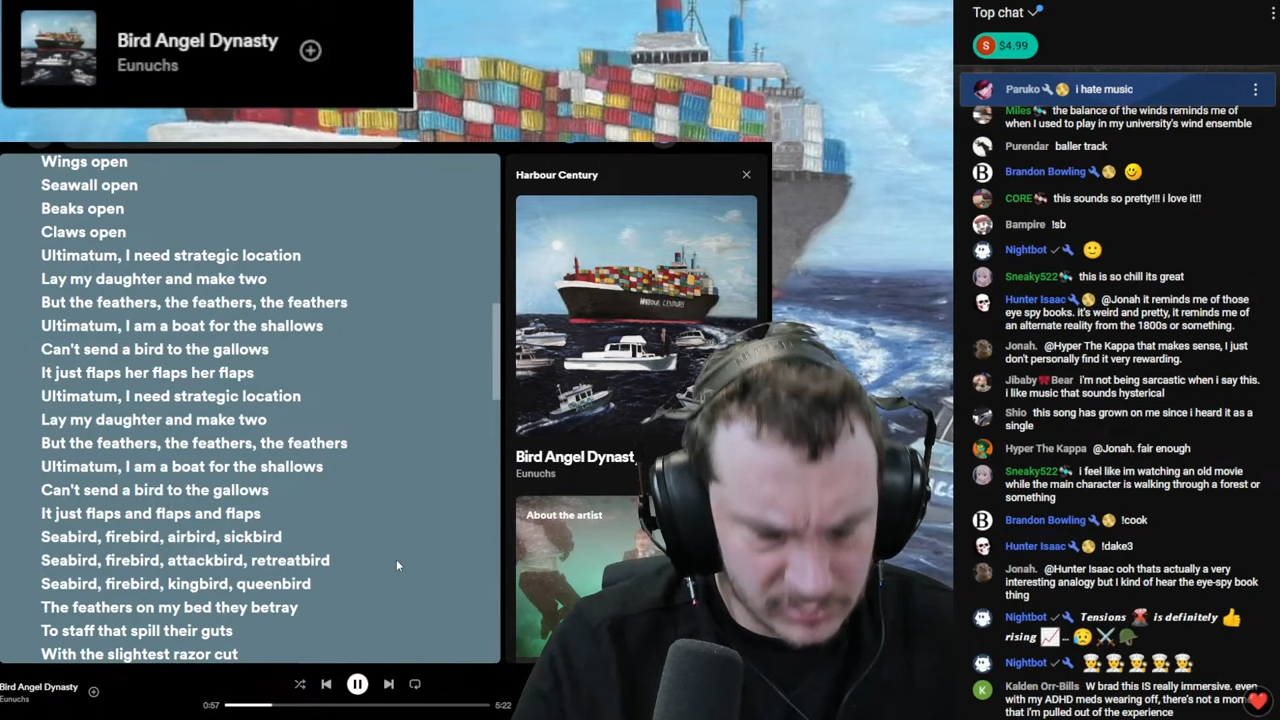 Bird Angel Dynasty
Eunuchs
Wings open
Seawall open
Beaks open
Claws open
Ultimatum, I need strategic location
Lay my daughter and make two
But the feathers, the feathers, the feathers
Ultimatum, I am a boat for the shallows
Can't send a bird to the gallows
It just flaps her flaps her flaps
Ultimatum, I need strategic location
Lay my daughter and make two
But the feathers, the feathers, the feathers
Ultimatum, I am a boat for the shallows
Can't send a bird to the gallows
It just flaps and flaps and flaps
Seabird, firebird, airbird, sickbird
Seabird, firebird, attackbird, retreatbird
Seabird, firebird, kingbird, queenbird
The feathers on my bed they betray
To staff that spill their guts
With the slightest razor cut
Harbour Century
HARBOUR CENTURY
Bird Angel Dynast
Eunuchs
About the artist
Bird Angel Dynasty
Eunuchs
0:57
5:22
Top chat
S $4.99
Paruko i hate music
Miles the balance of the winds reminds me of
when I used to play in my university's wind ensemble
Purendar baller track
B Brandon Bowling
CORE this sounds so pretty!!! i love it!!
Bampire !sb
Nightbot
Sneaky522 this is so chill its great
Hunter Isaac @Jonah it reminds me of those
eye spy books. it's weird and pretty, it reminds me of
an alternate reality from the 1800s or something.
Jonah. @Hyper The Kappa that makes sense, I just
don't personally find it very rewarding.
Jibaby Bear i'm not being sarcastic when i say this.
i like music that sounds hysterical
Shio this song has grown on me since i heard it as a
single
Hyper The Kappa @Jonah. fair enough
Sneaky522 i feel like im watching an old movie
while the main character is walking through a forest or
something
B Brandon Bowling !cook
Hunter Isaac !dake3
Jonah. @Hunter Isaac ooh thats actually a very
interesting analogy but I kind of hear the eye-spy book
thing
Nightbot Tensions is definitely
rising ...
Nightbot
K Kalden Orr-Bills W brad this IS really immersive. even
with my ADHD meds wearing off, there's not a mom
that i'm pulled out of the experience